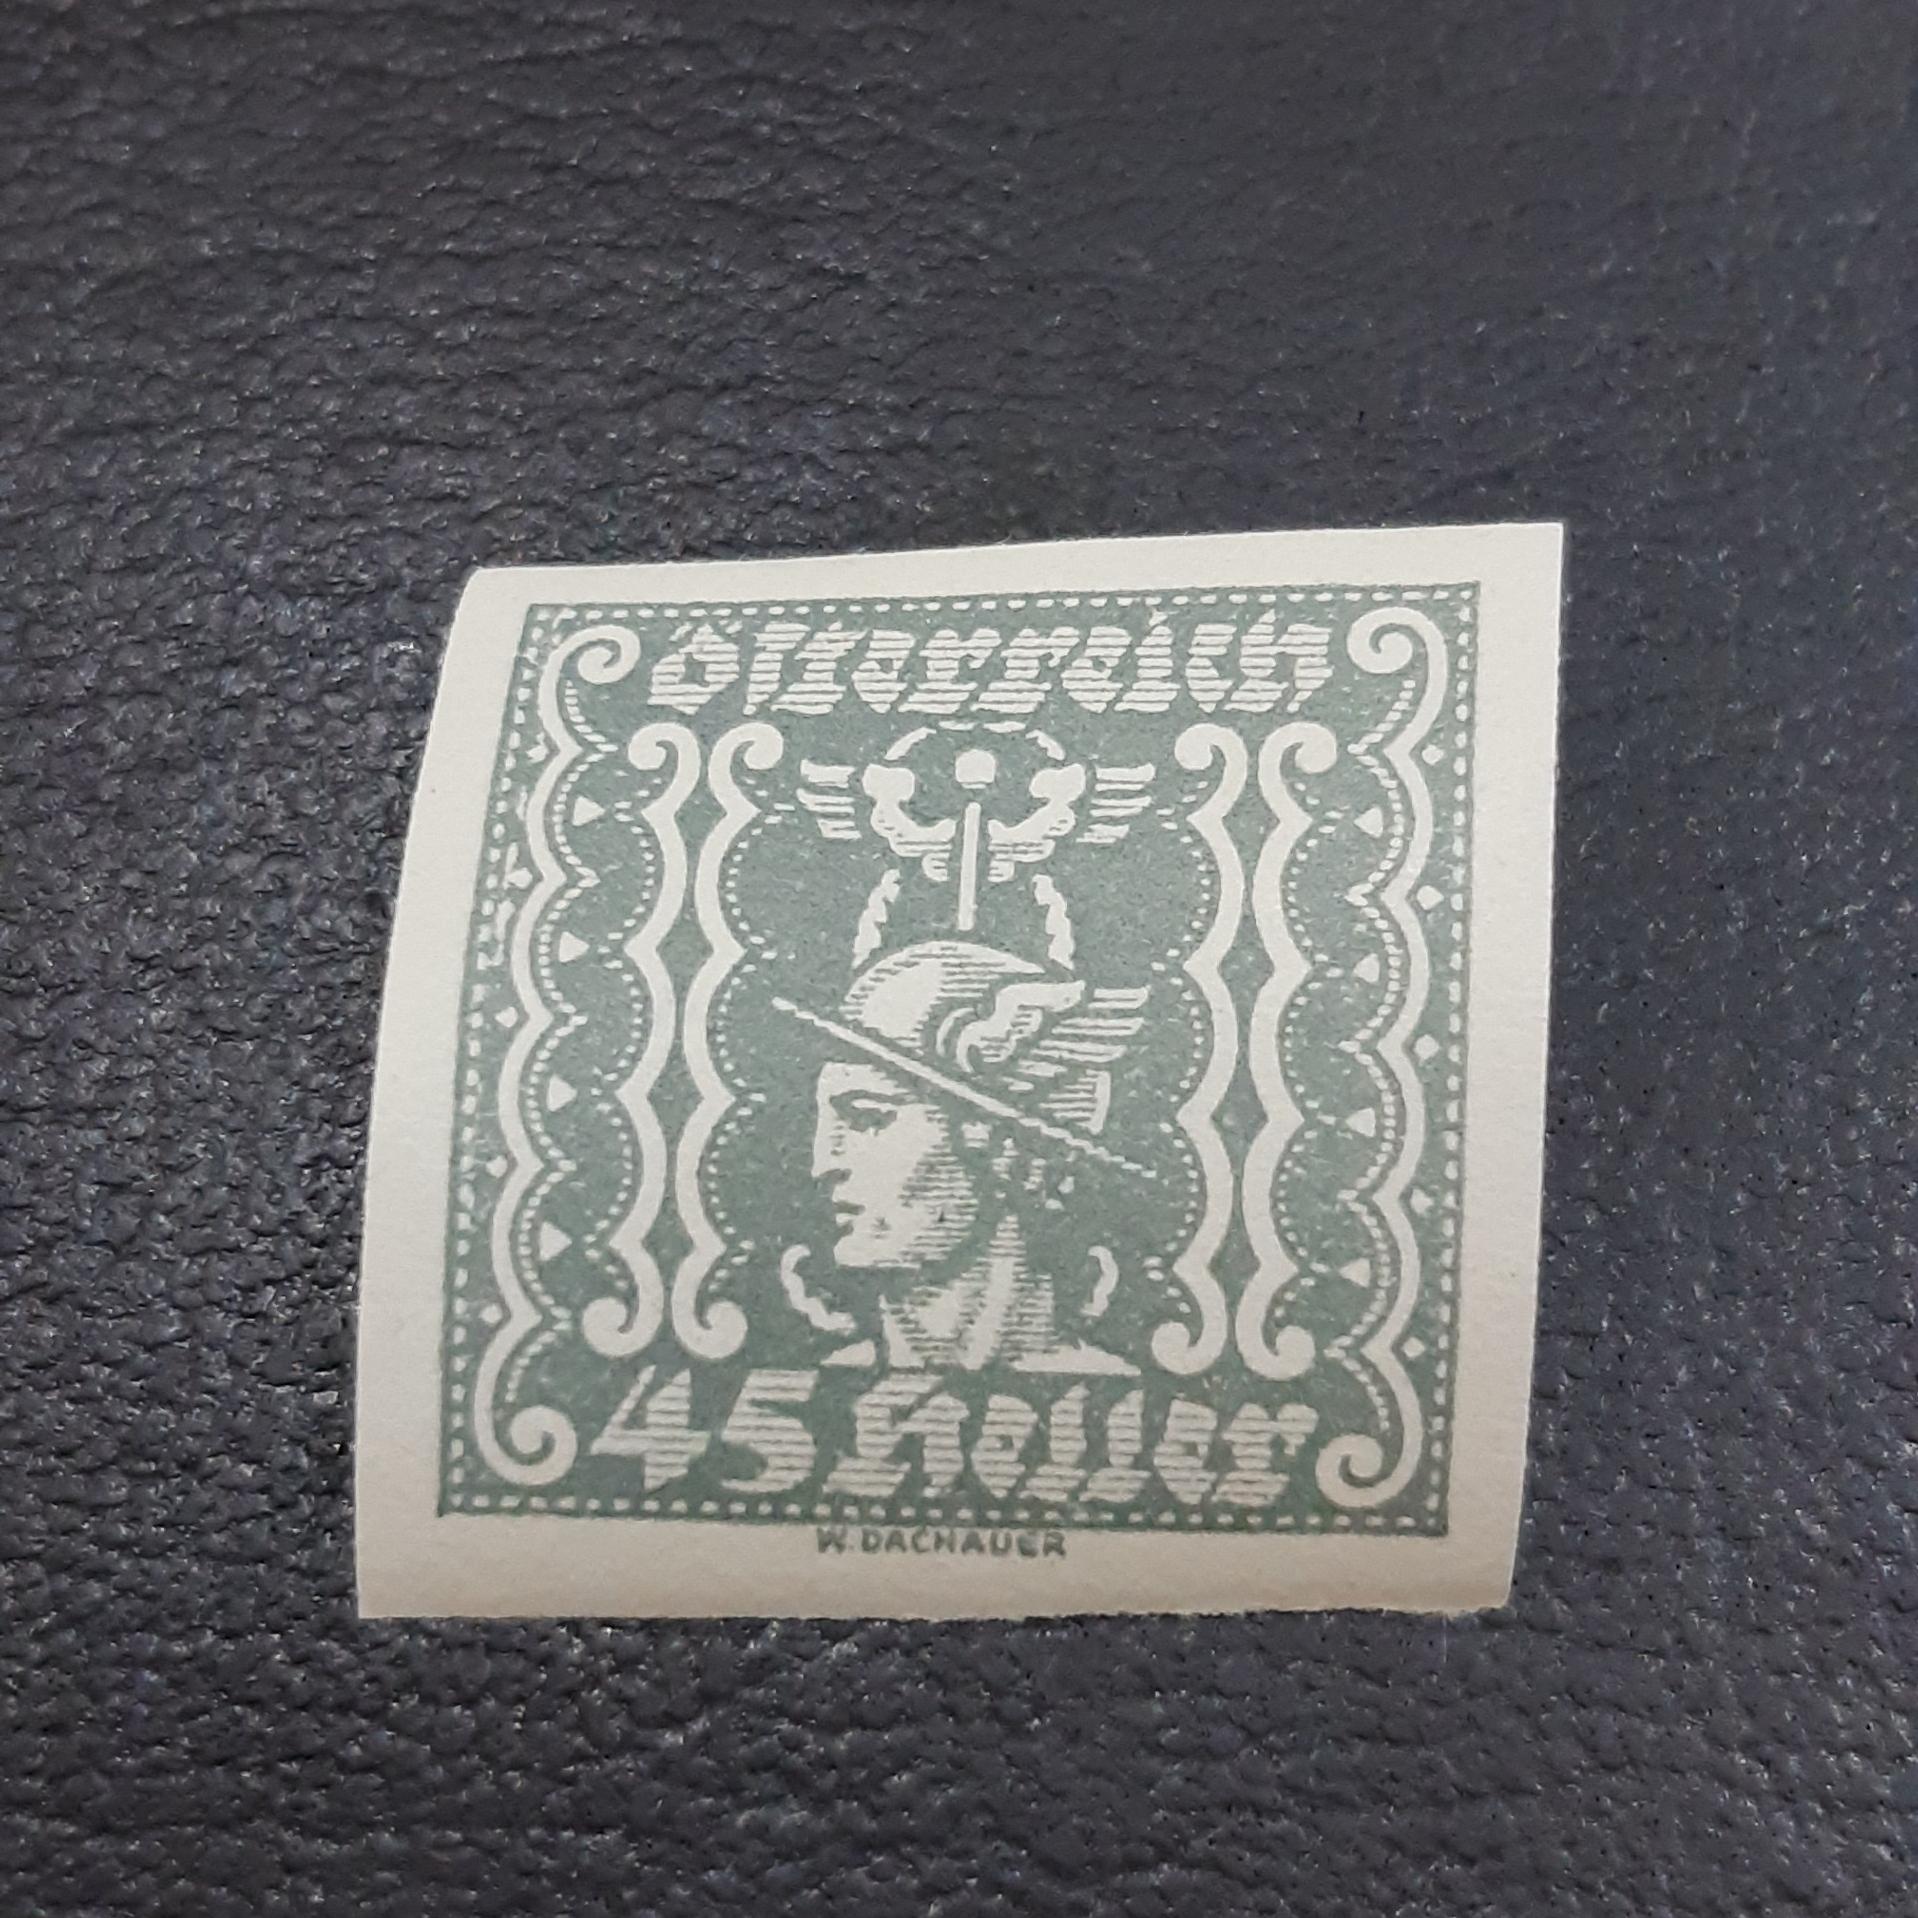 Öſterreich
45 Heller
W. DACHAUER